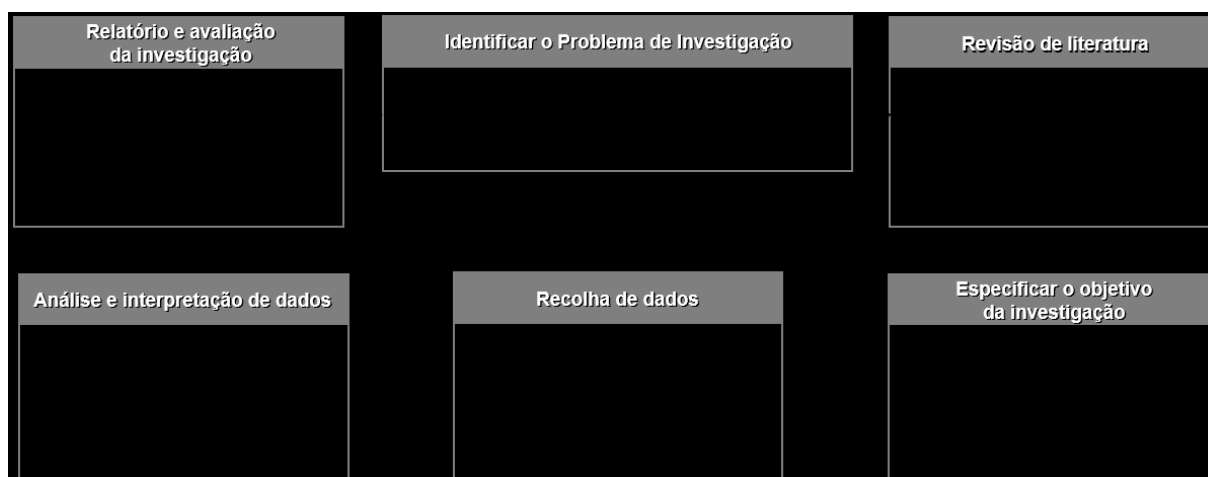 Relatório e avaliação
da investigação
Identificar o Problema de Investigação
Revisão de literatura
Análise e interpretação de dados
Recolha de dados
Especificar o objetivo
da investigação